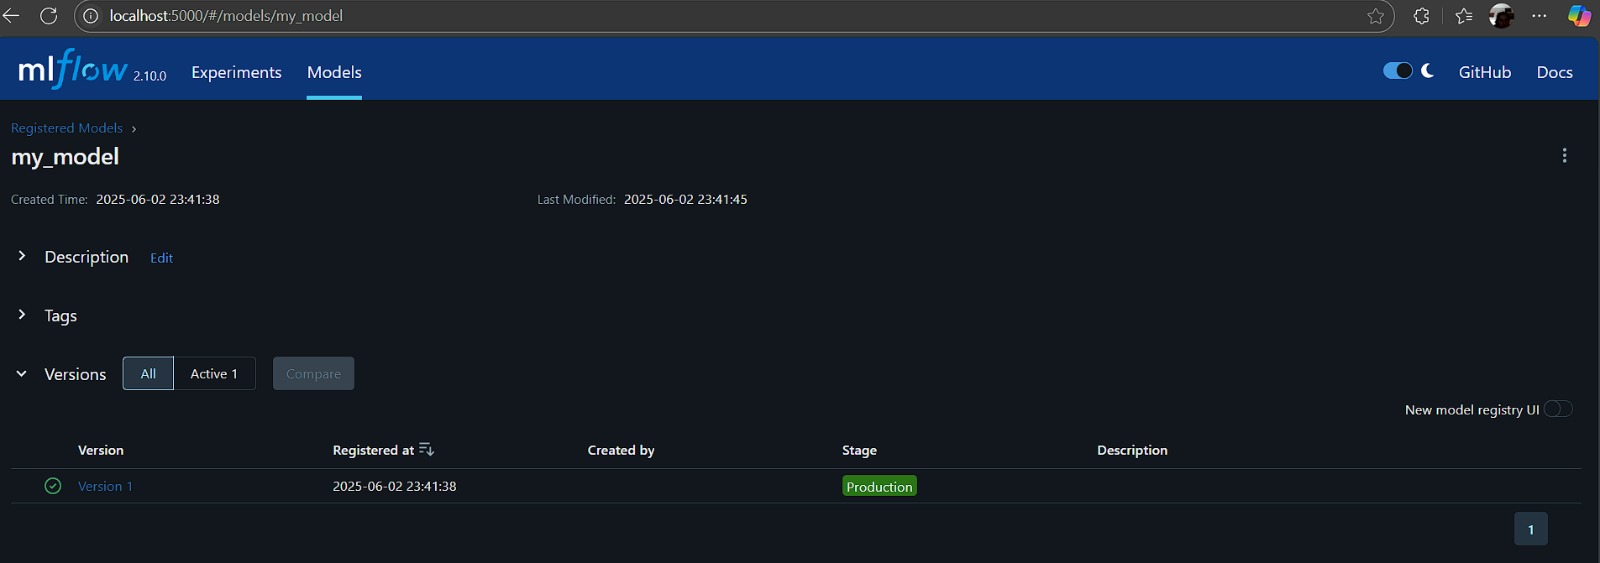 localhost:5000/#/models/my_model
mlflow 2.10.0 Experiments Models GitHub Docs
Registered Models
my_model
Created Time: 2025-06-02 23:41:38 Last Modified: 2025-06-02 23:41:45
Description Edit
Tags
Versions All Active 1 Compare
New model registry UI
Version Registered at Created by Stage Description
Version 1 2025-06-02 23:41:38 Production
1